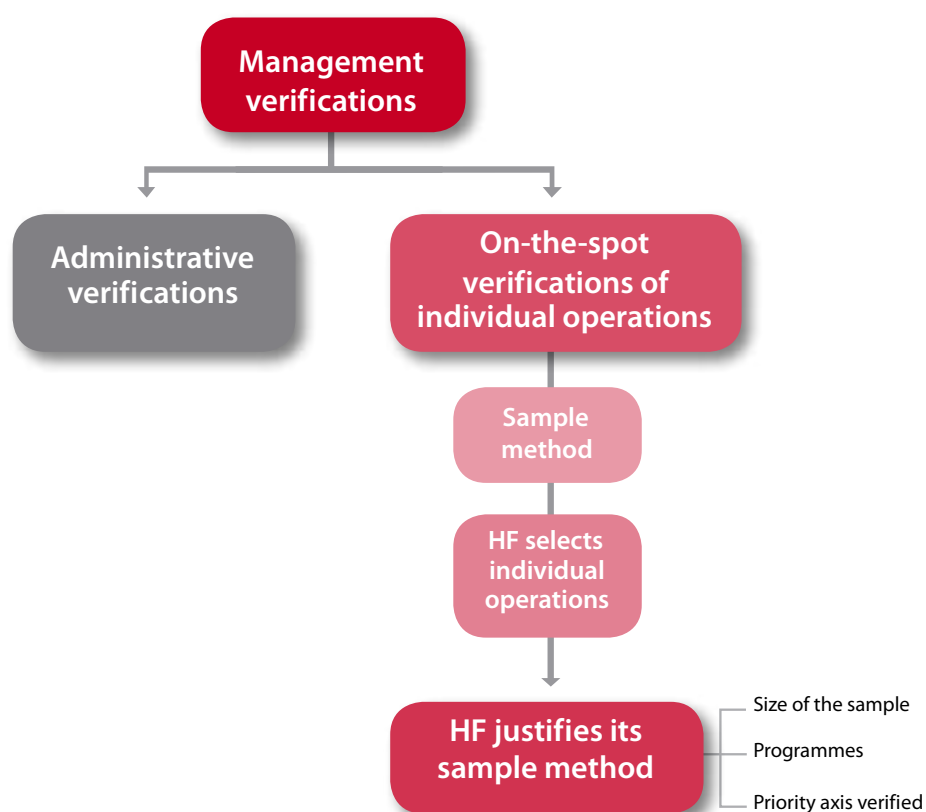 Management
verifications
Administrative
verifications
On-the-spot
verifications of
individual operations
Sample
method
HF selects
individual
operations
HF justifies its
sample method
Size of the sample
Programmes
Priority axis verified